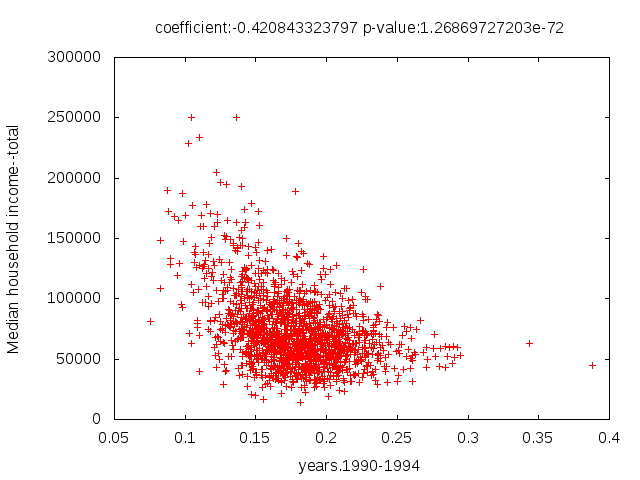 coefficient:-0.420843323797 p-value:1.26869727203e-72
300000
250000
200000
150000
100000
50000
0
Median household income--total
0.05 0.1 0.15 0.2 0.25 0.3 0.35 0.4
years.1990-1994